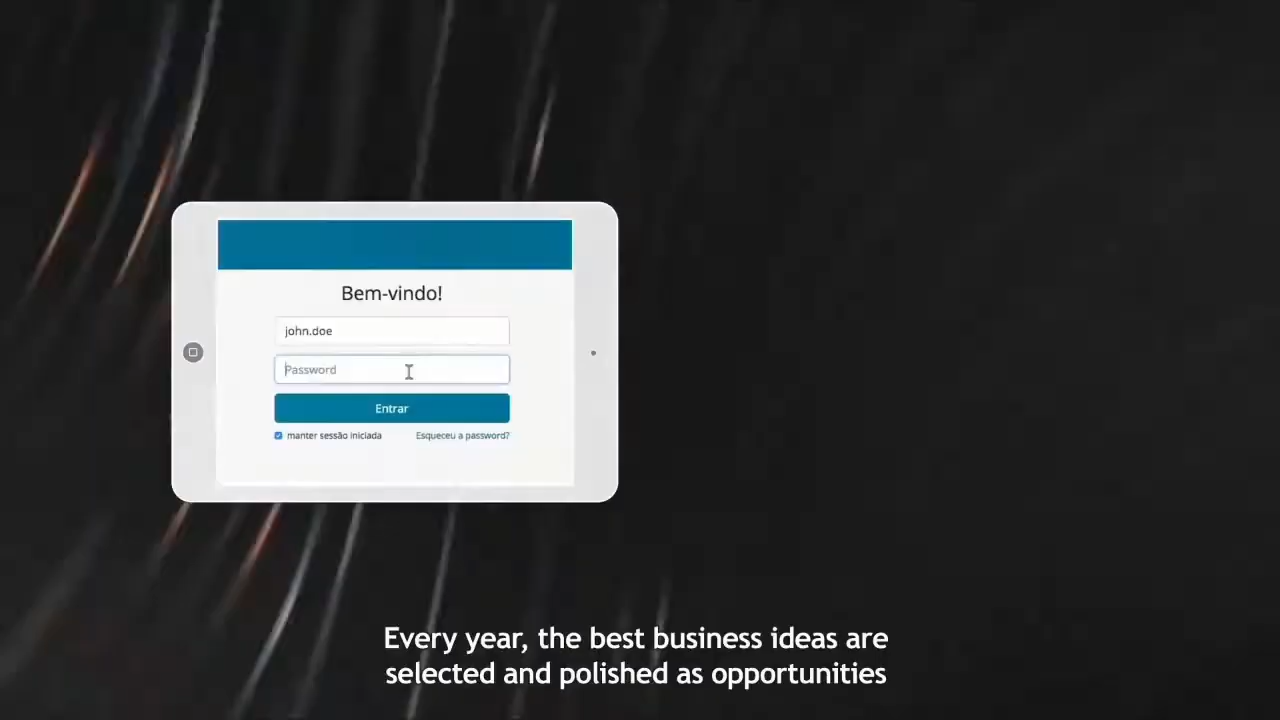 Bem-vindo!
john.doe
Password
Entrar
manter sessão iniciada Esqueceu a password?
Every year, the best business ideas are
selected and polished as opportunities